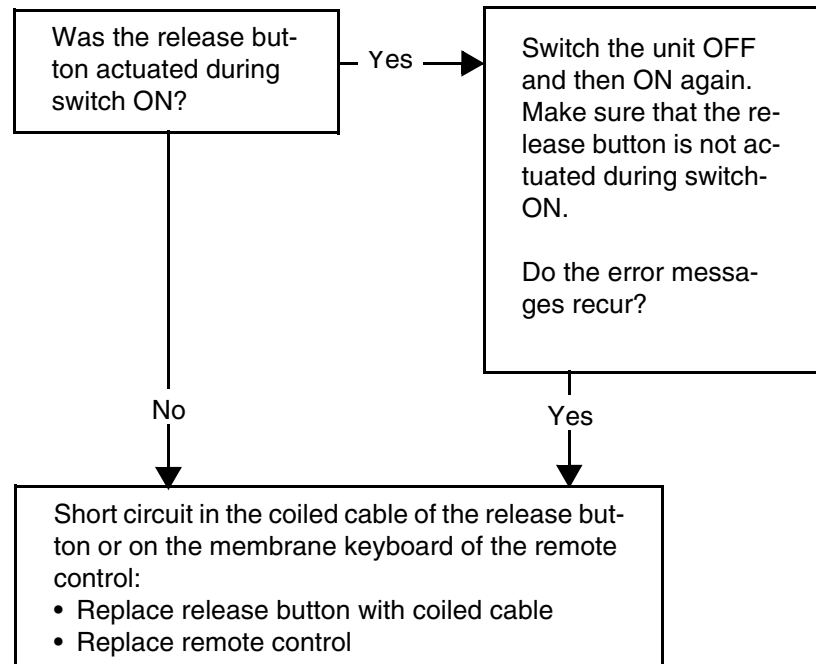 Was the release but-
ton actuated during
switch ON?
Yes
Switch the unit OFF
and then ON again.
Make sure that the re-
lease button is not ac-
tuated during switch-
ON.
Do the error messa-
ges recur?
No
Yes
Short circuit in the coiled cable of the release but-
ton or on the membrane keyboard of the remote
control:
• Replace release button with coiled cable
• Replace remote control